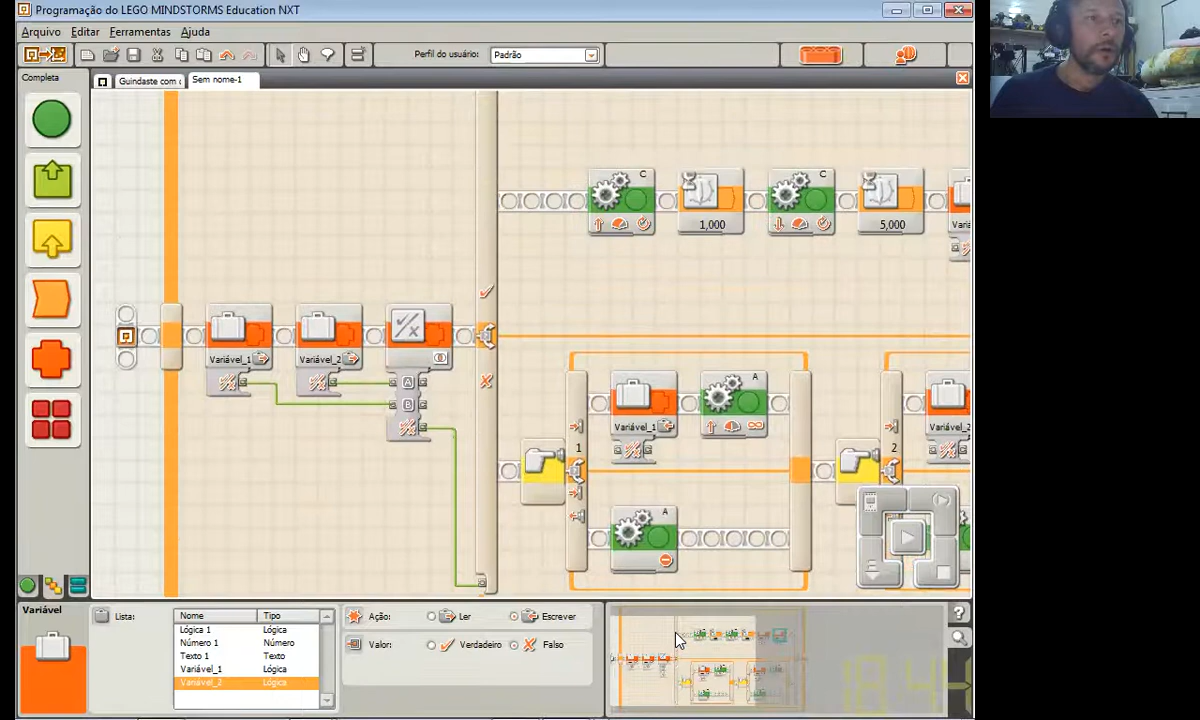 Programação do LEGO MINDSTORMS Education NXT
Arquivo Editar Ferramentas Ajuda
Perfil do usuário: Padrão
Completa
Guindaste com
Sem nome-1
C
C
1,000
5,000
Variável_1
Variável_2
A
B
A
Variável_1
1
2
A
Variável
Lista:
Nome Tipo
Lógica 1 Lógica
Número 1 Número
Texto 1 Texto
Variável_1 Lógica
Variável_2 Lógica
Ação: Ler Escrever
Valor: Verdadeiro Falso
?